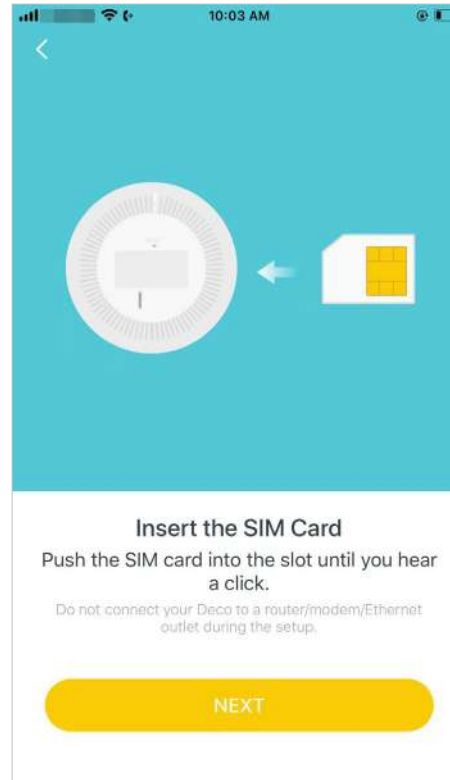 10:03 AM
Insert the SIM Card
Push the SIM card into the slot until you hear
a click.
Do not connect your Deco to a router/modem/Ethernet
outlet during the setup.
NEXT